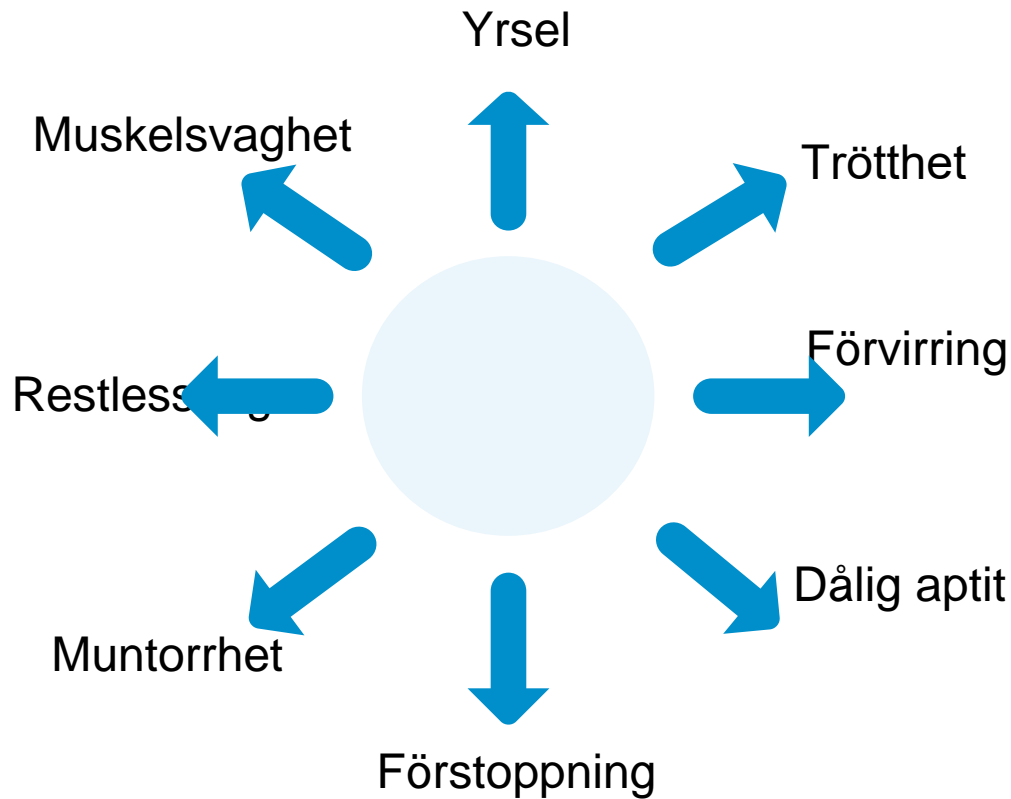 Yrsel
Muskelsvaghet
Trötthet
Förvirring
Restless
Dålig aptit
Muntorrhet
Förstoppning